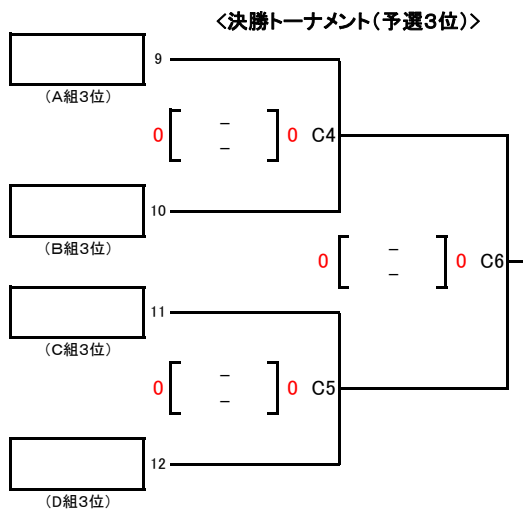 <決勝トーナメント(予選3位)>
9
(A組3位)
0 [ - ] 0 C4
-
10
(B組3位)
0 [ - ] 0 C6
-
11
(C組3位)
0 [ - ] 0 C5
-
12
(D組3位)